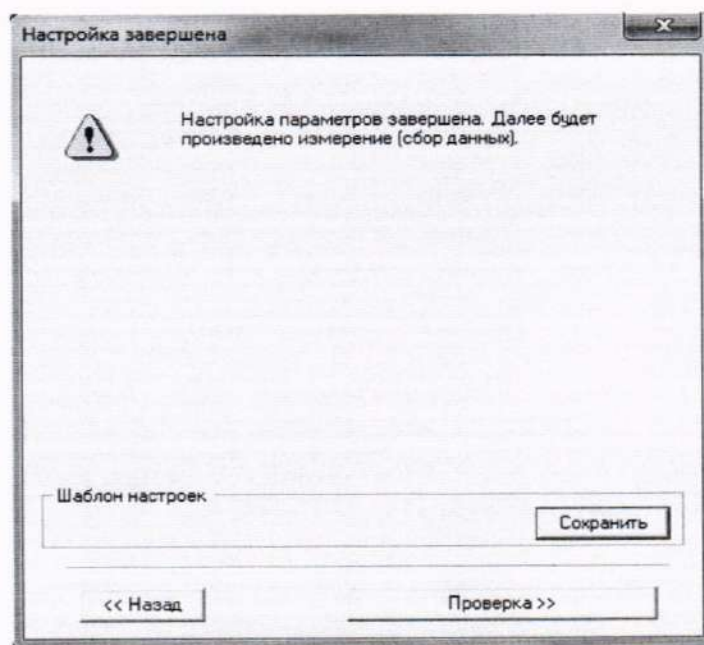 Настройка завершена
Настройка параметров завершена. Далее будет
произведено измерение (сбор данных).
Шаблон настроек
Сохранить
<< Назад
Проверка >>